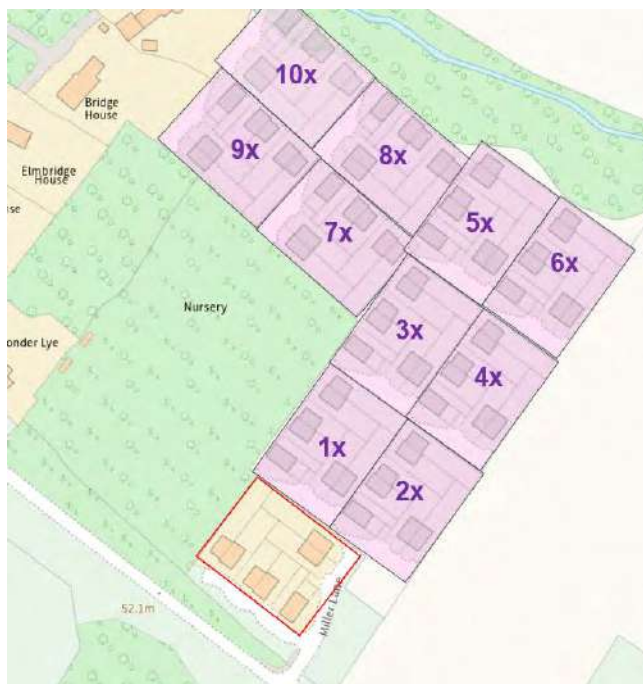 10x
Bridge
House
9x
8x
Elmbridge
House
5x
7x
6x
Nursery
3x
onder Lye
4x
1x
2x
52.1m
Miller Lane